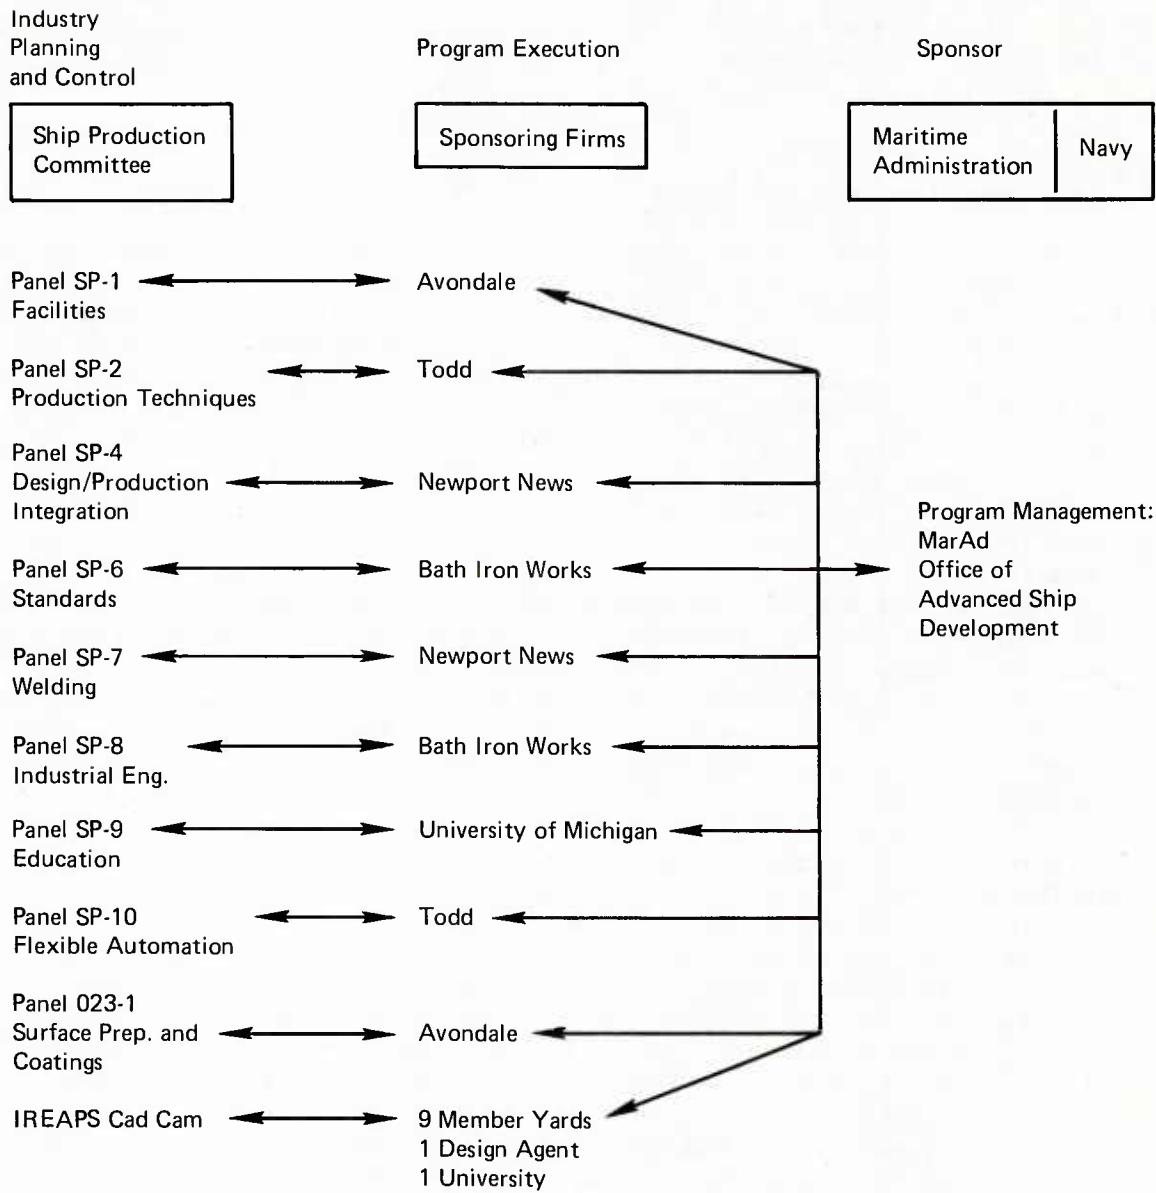 Industry
Planning
and Control
Program Execution
Sponsor
Ship Production
Committee
Sponsoring Firms
Maritime
Administration
Navy
Panel SP-1
Facilities
Avondale
Panel SP-2
Production Techniques
Todd
Panel SP-4
Design/Production
Integration
Newport News
Panel SP-6
Standards
Bath Iron Works
Program Management:
MarAd
Office of
Advanced Ship
Development
Panel SP-7
Welding
Newport News
Panel SP-8
Industrial Eng.
Bath Iron Works
Panel SP-9
Education
University of Michigan
Panel SP-10
Flexible Automation
Todd
Panel 023-1
Surface Prep. and
Coatings
Avondale
IREAPS Cad Cam
9 Member Yards
1 Design Agent
1 University